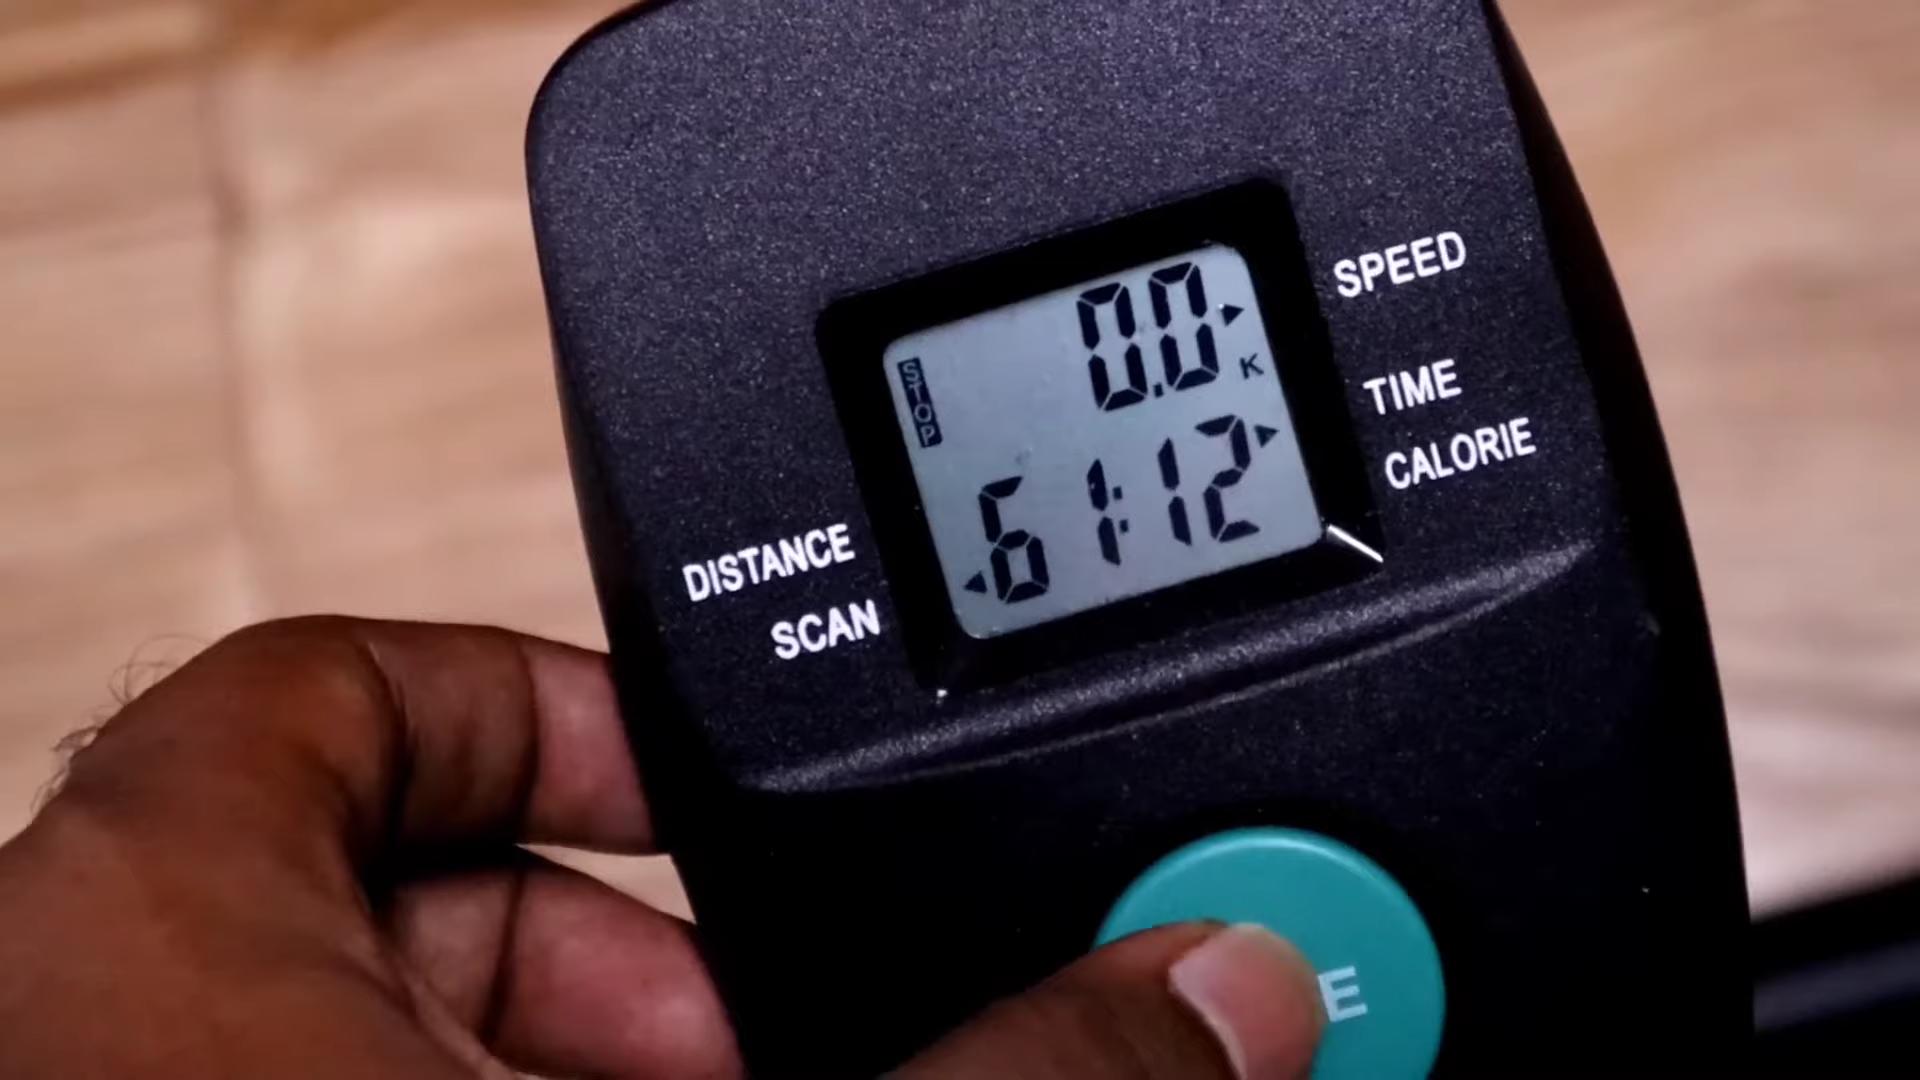 0.0
SPEED
STOP
K
TIME
61:12
CALORIE
DISTANCE
SCAN
E